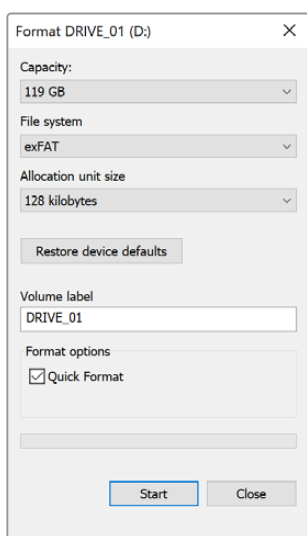 Format DRIVE_01 (D:)
Capacity:
119 GB
File system
exFAT
Allocation unit size
128 kilobytes
Restore device defaults
Volume label
DRIVE_01
Format options
Quick Format
Start Close